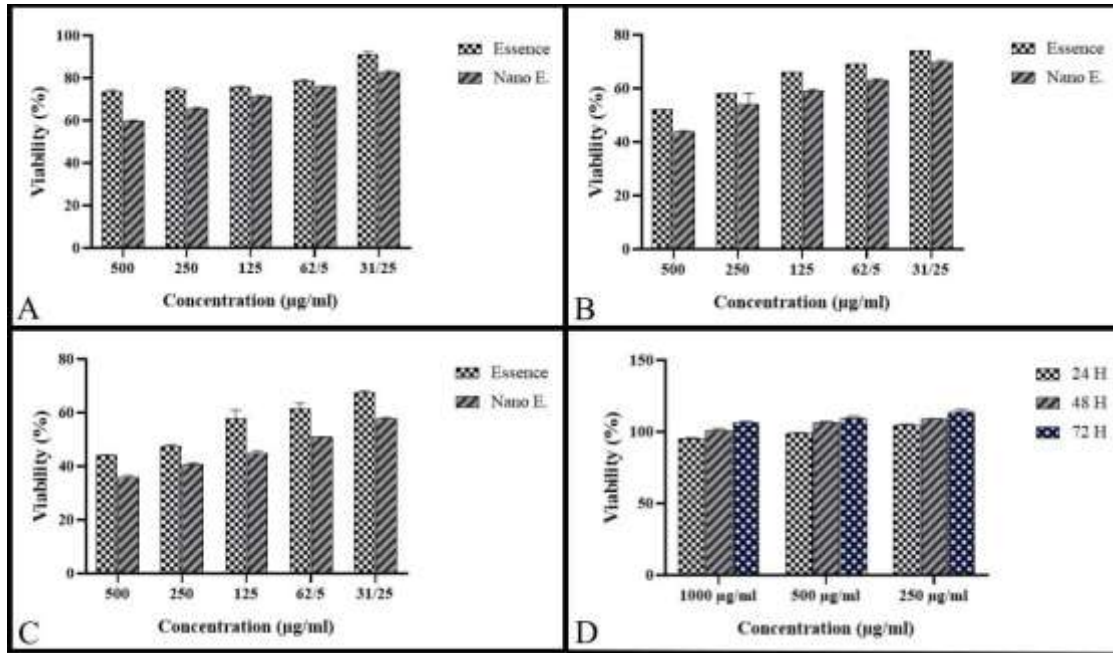 100
80
60
40
20
0
Viability (%)
500 250 125 62/5 31/25
Concentration (µg/ml)
Essence
Nano E.
A
80
60
40
20
0
Viability (%)
500 250 125 62/5 31/25
Concentration (µg/ml)
Essence
Nano E.
B
80
60
40
20
0
Viability (%)
500 250 125 62/5 31/25
Concentration (µg/ml)
Essence
Nano E.
C
150
100
50
0
Viability (%)
1000 µg/ml 500 µg/ml 250 µg/ml
Concentration (µg/ml)
24 H
48 H
72 H
D